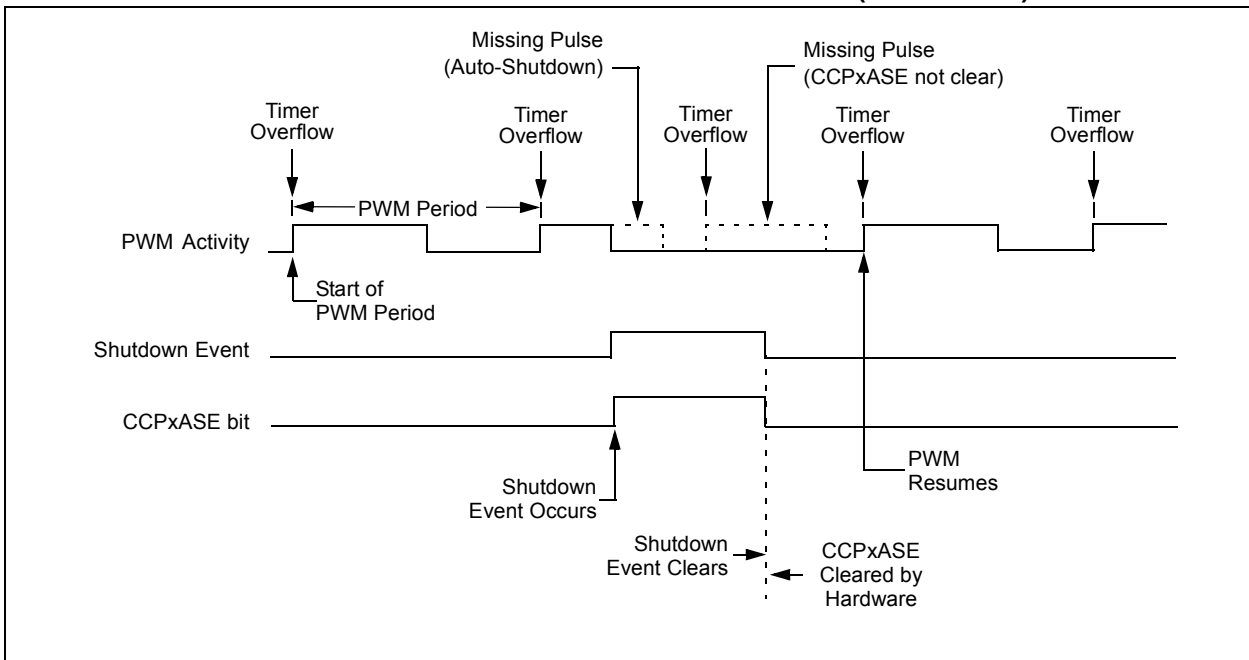 Missing Pulse
(Auto-Shutdown)
Missing Pulse
(CCPxASE not clear)
Timer
Overflow
Timer
Overflow
Timer
Overflow
Timer
Overflow
Timer
Overflow
PWM Period
PWM Activity
Start of
PWM Period
Shutdown Event
CCPxASE bit
Shutdown
Event Occurs
PWM
Resumes
Shutdown
Event Clears
CCPxASE
Cleared by
Hardware